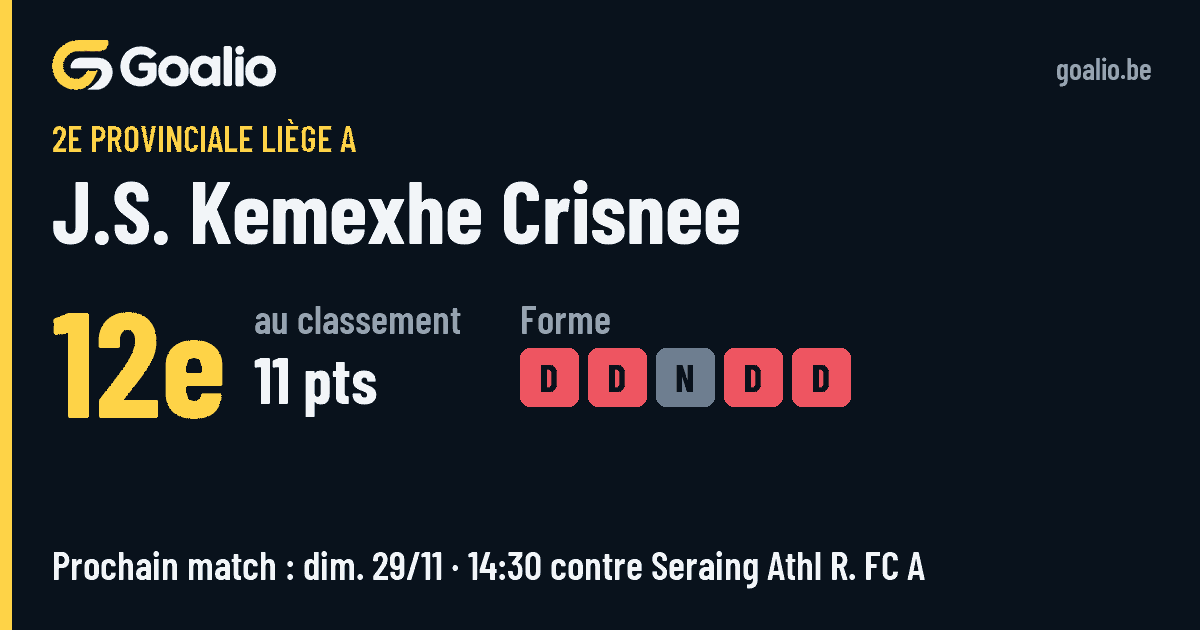 Goalio
goalio.be
2E PROVINCIALE LIÈGE A
J.S. Kemexhe Crisnee
12e
au classement
11 pts
Forme
D D N D D
Prochain match : dim. 29/11 · 14:30 contre Seraing Athl R. FC A